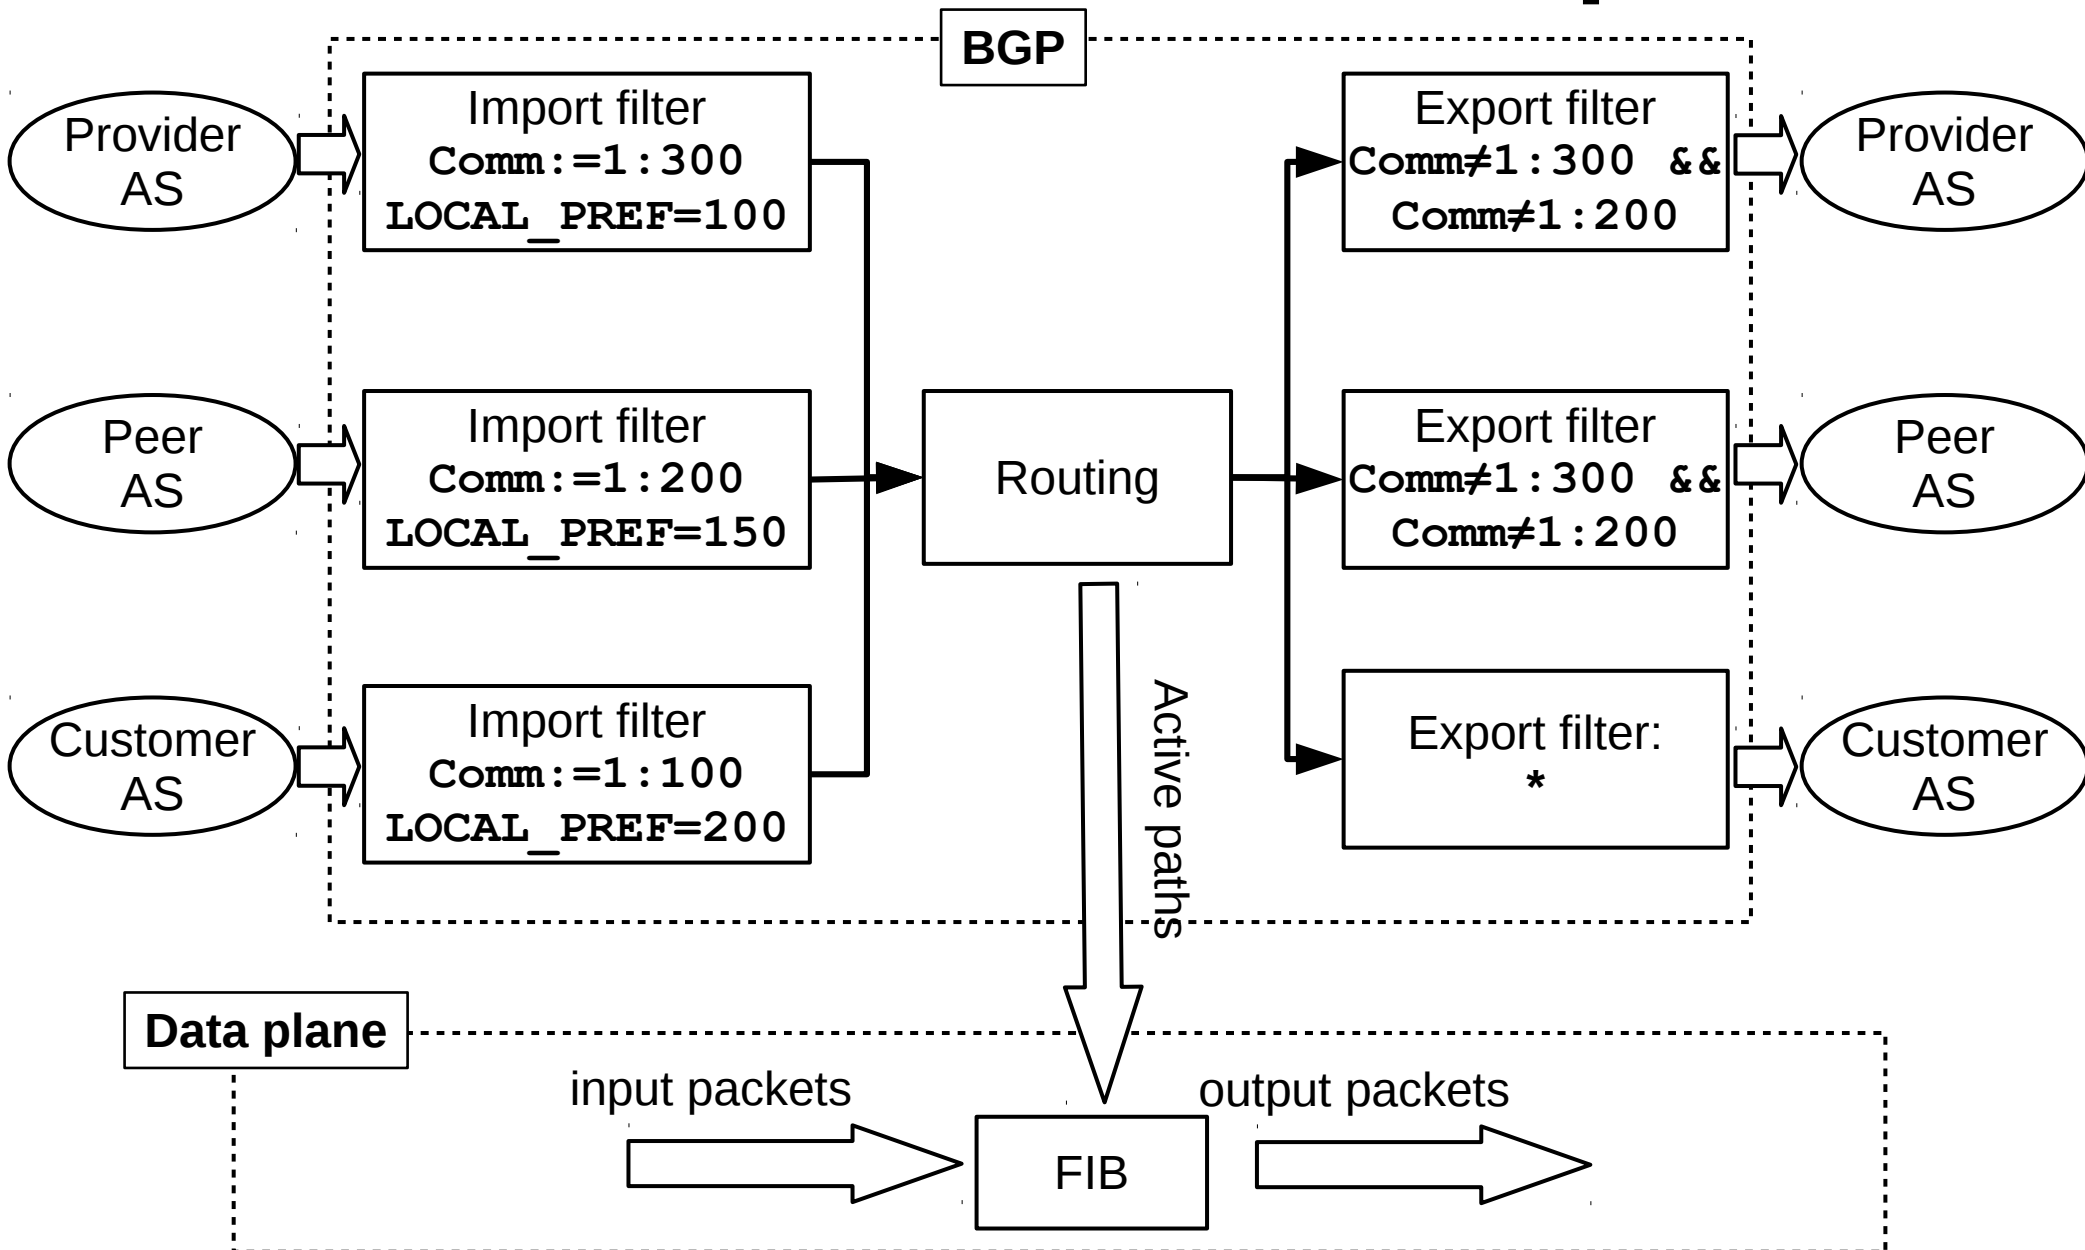 BGP
Provider
AS
Import filter
Comm:=1:300
LOCAL_PREF=100
Export filter
Comm≠1:300 &&
Comm≠1:200
Provider
AS
Peer
AS
Import filter
Comm:=1:200
LOCAL_PREF=150
Routing
Export filter
Comm≠1:300 &&
Comm≠1:200
Peer
AS
Customer
AS
Import filter
Comm:=1:100
LOCAL_PREF=200
Active paths
Export filter:
*
Customer
AS
Data plane
input packets
output packets
FIB